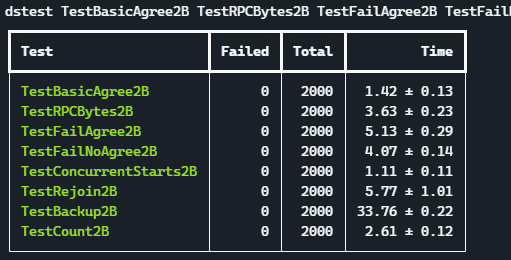 dstest TestBasicAgree2B TestRPCBytes2B TestFailAgree2B
Test Failed Total Time
TestBasicAgree2B 0 2000 1.42 ± 0.13
TestRPCBytes2B 0 2000 3.63 ± 0.23
TestFailAgree2B 0 2000 5.13 ± 0.29
TestFailNoAgree2B 0 2000 4.07 ± 0.14
TestConcurrentStarts2B 0 2000 1.11 ± 0.11
TestRejoin2B 0 2000 5.77 ± 1.01
TestBackup2B 0 2000 33.76 ± 0.22
TestCount2B 0 2000 2.61 ± 0.12